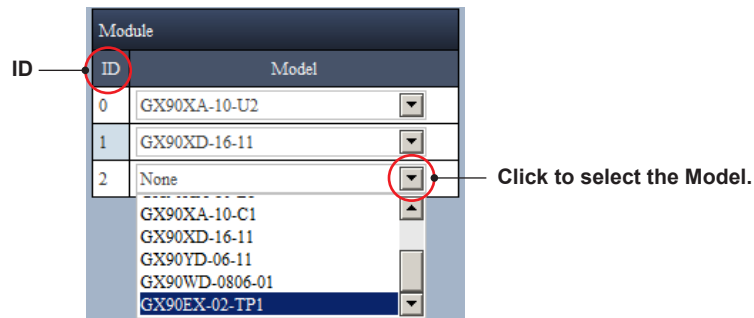 Module
ID
ID Model
0 GX90XA-10-U2
1 GX90XD-16-11
2 None
Click to select the Model.
GX90XA-10-C1
GX90XD-16-11
GX90YD-06-11
GX90WD-0806-01
GX90EX-02-TP1